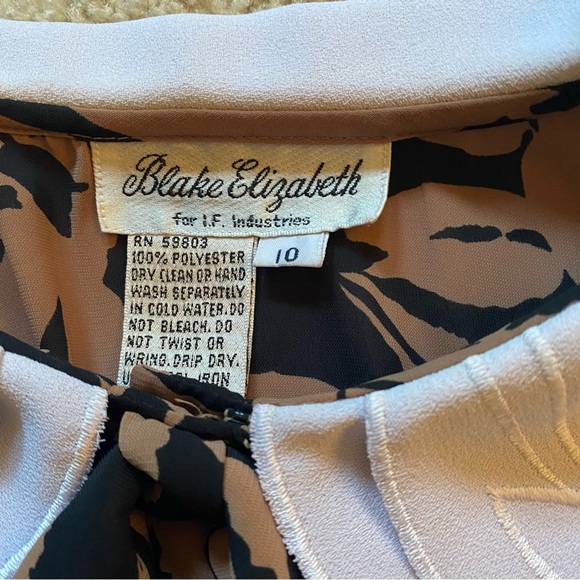 Blake Elizabeth
for I.F. Industries
10
RN 59803
100% POLYESTER
DRY CLEAN OR HAND
WASH SEPARATELY
IN COLD WATER. DO
NOT BLEACH. DO
NOT TWIST OR
WRING. DRIP DRY.
IRON